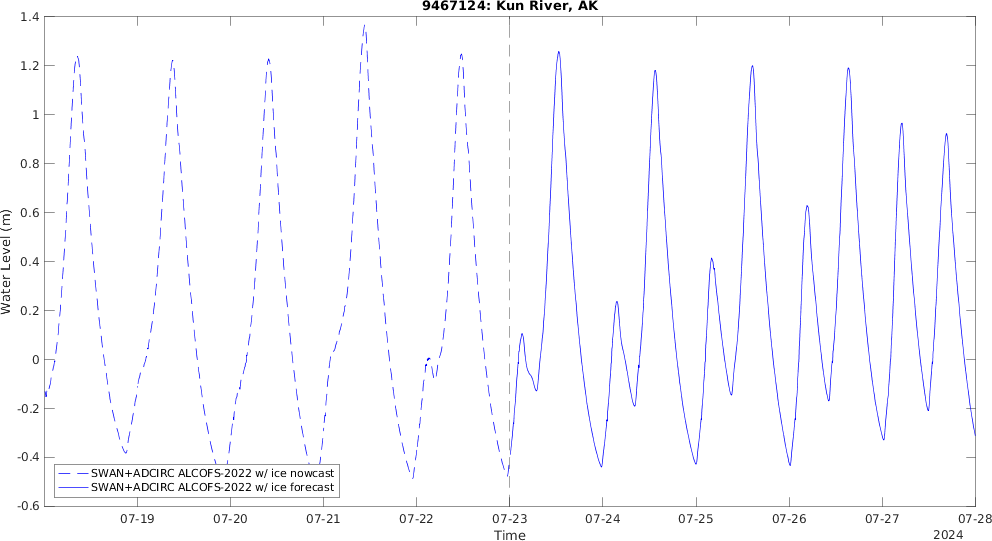 9467124: Kun River, AK
Water Level (m)
1.4
1.2
1
0.8
0.6
0.4
0.2
0
-0.2
-0.4
-0.6
SWAN+ADCIRC ALCOFS-2022 w/ ice nowcast
SWAN+ADCIRC ALCOFS-2022 w/ ice forecast
07-19 07-20 07-21 07-22 07-23 07-24 07-25 07-26 07-27 07-28
Time
2024